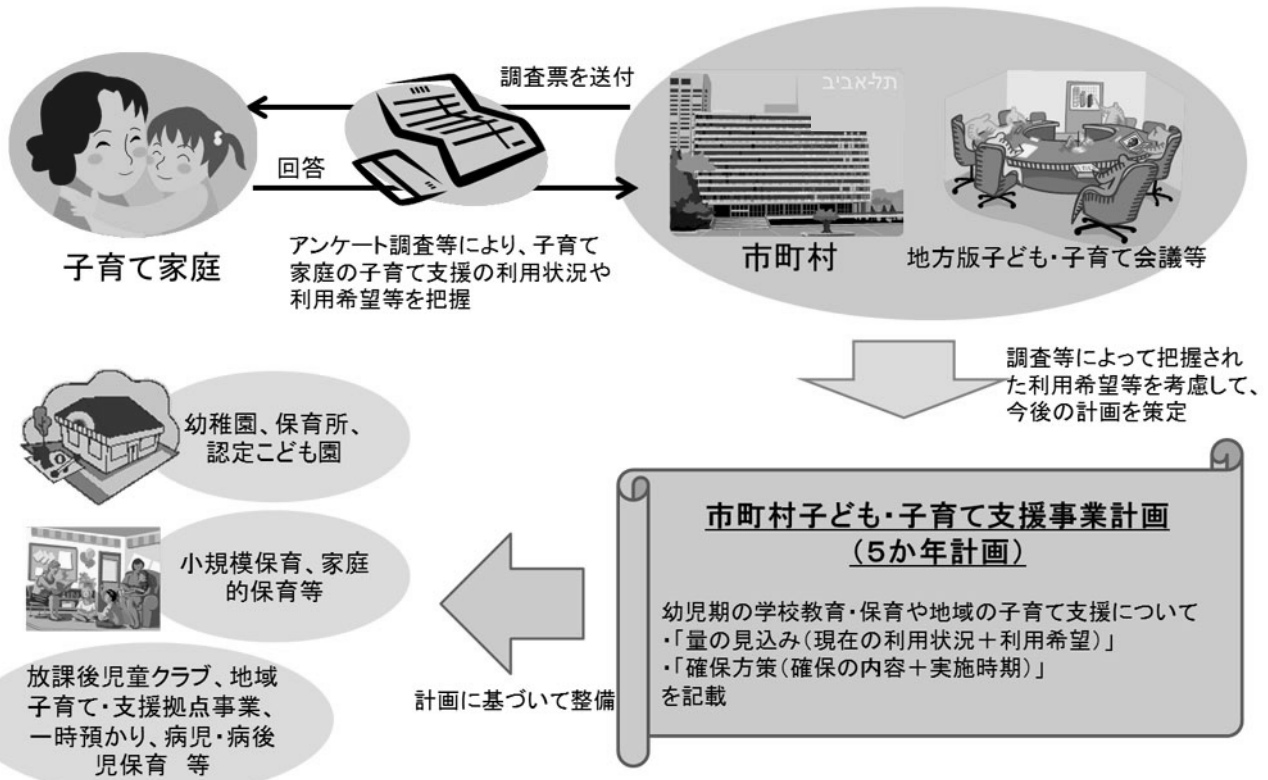 調査票を送付
回答
תל-אביב
子育て家庭
アンケート調査等により、子育て
家庭の子育て支援の利用状況や
利用希望等を把握
市町村
地方版子ども・子育て会議等
調査等によって把握され
た利用希望等を考慮して、
今後の計画を策定
市町村子ども・子育て支援事業計画
(5か年計画)
幼児期の学校教育・保育や地域の子育て支援について
・「量の見込み(現在の利用状況+利用希望)」
・「確保方策(確保の内容+実施時期)」
を記載
計画に基づいて整備
幼稚園、保育所、
認定こども園
小規模保育、家庭
的保育等
放課後児童クラブ、地域
子育て・支援拠点事業、
一時預かり、病児・病後
児保育 等